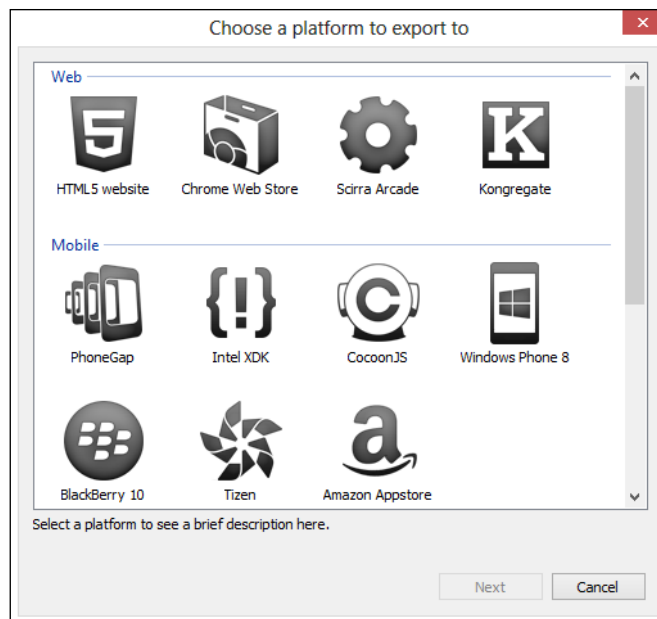 Choose a platform to export to
Web
HTML5 website
Chrome Web Store
Scirra Arcade
Kongregate
Mobile
PhoneGap
Intel XDK
CocoonJS
Windows Phone 8
BlackBerry 10
Tizen
Amazon Appstore
Select a platform to see a brief description here.
Next
Cancel